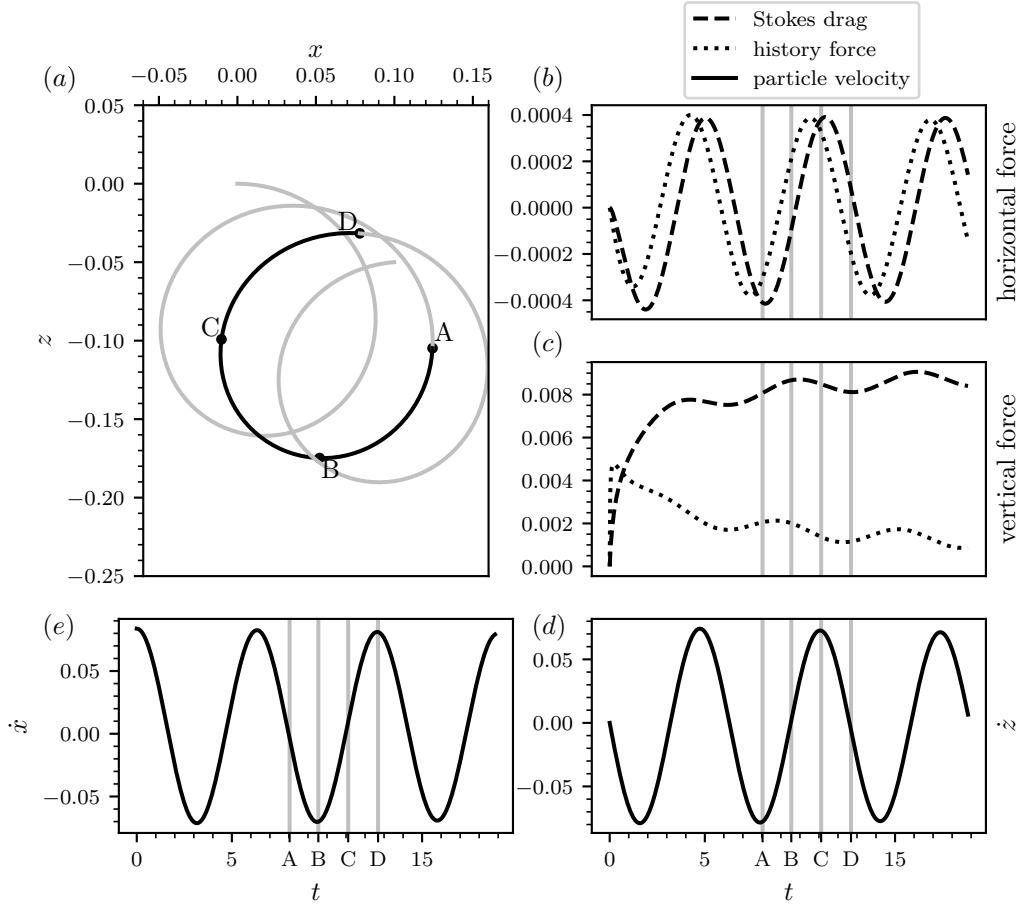 Stokes drag
history force
particle velocity
(a)
x
−0.05 0.00 0.05 0.10 0.15
z
0.05
0.00
−0.05
−0.10
−0.15
−0.20
−0.25
D
C
A
B
(b)
0.0004
0.0002
0.0000
−0.0002
−0.0004
horizontal force
(c)
0.008
0.006
0.004
0.002
0.000
vertical force
(e)
0.05
0.00
−0.05
ẋ
0 5 A B C D 15
t
(d)
0.05
0.00
−0.05
ż
0 5 A B C D 15
t